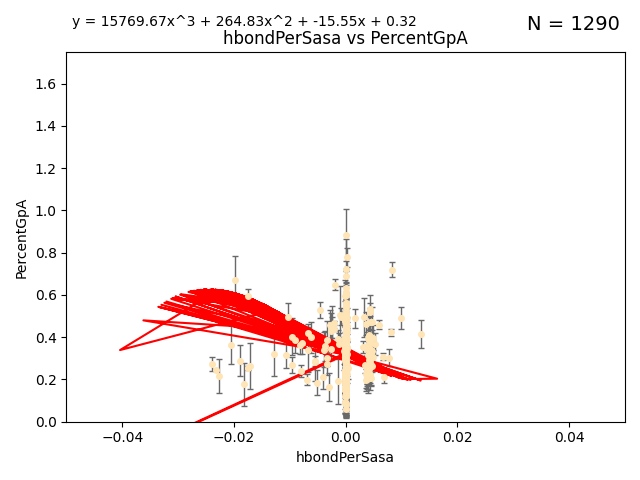 y = 15769.67x^3 + 264.83x^2 + -15.55x + 0.32
N = 1290
hbondPerSasa vs PercentGpA
PercentGpA
1.6
1.4
1.2
1.0
0.8
0.6
0.4
0.2
0.0
−0.04 −0.02 0.00 0.02 0.04
hbondPerSasa